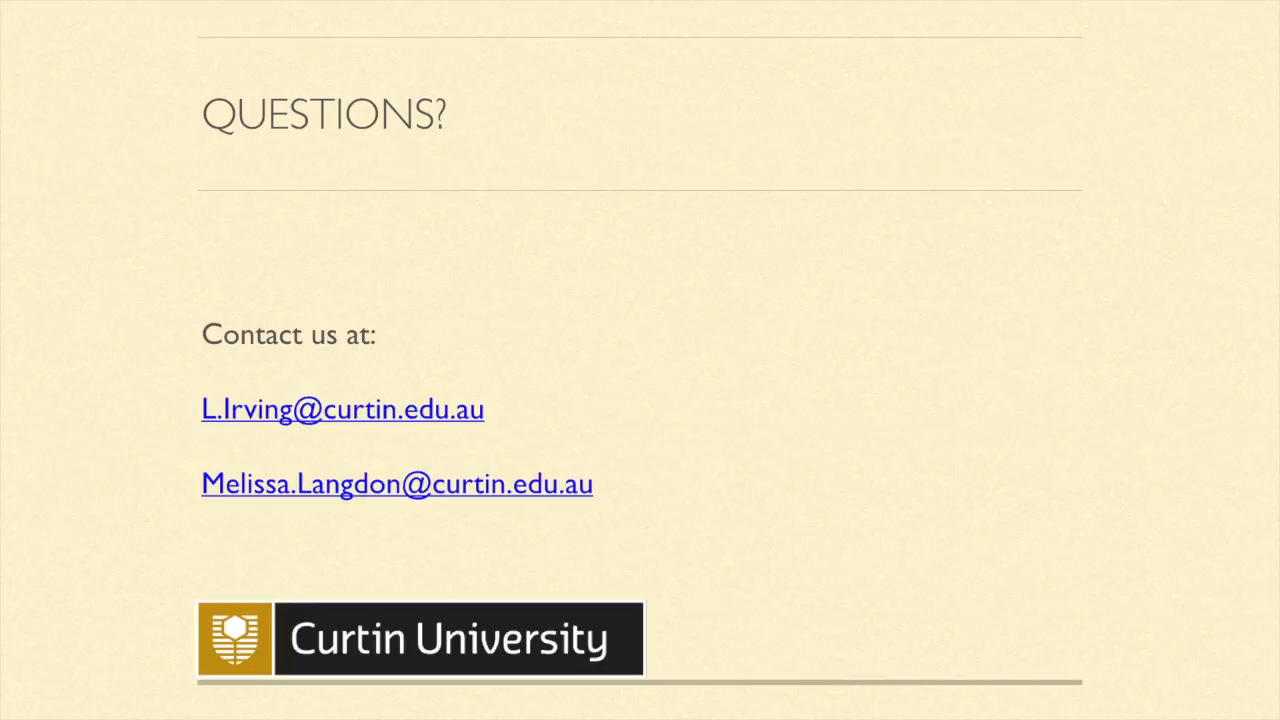 QUESTIONS?
Contact us at:
L.Irving@curtin.edu.au
Melissa.Langdon@curtin.edu.au
Curtin University